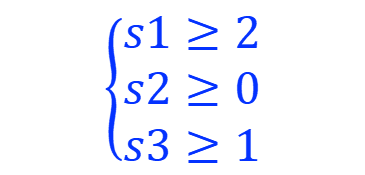 s1 ≥ 2
s2 ≥ 0
s3 ≥ 1